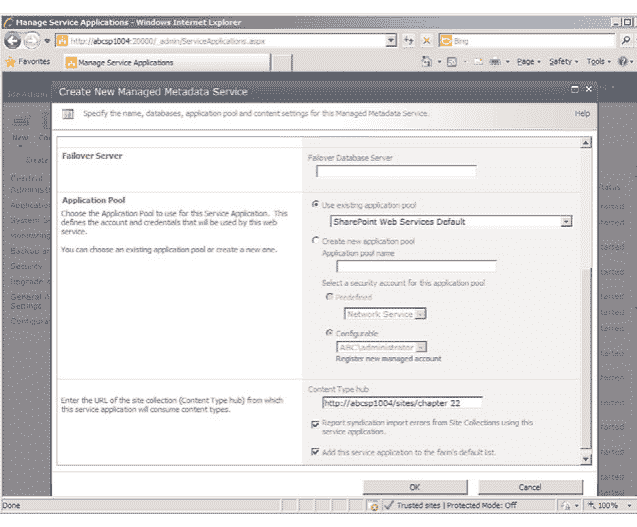 Manage Service Applications - Windows Internet Explorer
http://abcsp1004:20000/_admin/ServiceApplications.aspx
Bing
Favorites
Manage Service Applications
Page
Safety
Tools
Create New Managed Metadata Service
Specify the name, databases, application pool and content settings for this Managed Metadata Service.
Help
New
Create
Central
Application
Monitoring
Security
General
Settings
Failover Server
Failover Database Server
Application Pool
Choose the Application Pool to use for this Service Application. This
defines the account and credentials that will be used by this web
service.
You can choose an existing application pool or create a new one.
Use existing application pool
SharePoint Web Services Default
Create new application pool
Application pool name
Select a security account for this application pool
Predefined
Network Service
Configurable
ABC\administrator
Register new managed account
Enter the URL of the site collection (Content Type hub) from which
this service application will consume content types.
Content Type hub
http://abcsp1004/sites/chapter 22
Report syndication import errors from Site Collections using this
service application.
Add this service application to the farm's default list.
OK
Cancel
Done
Trusted sites | Protected Mode: Off
100%